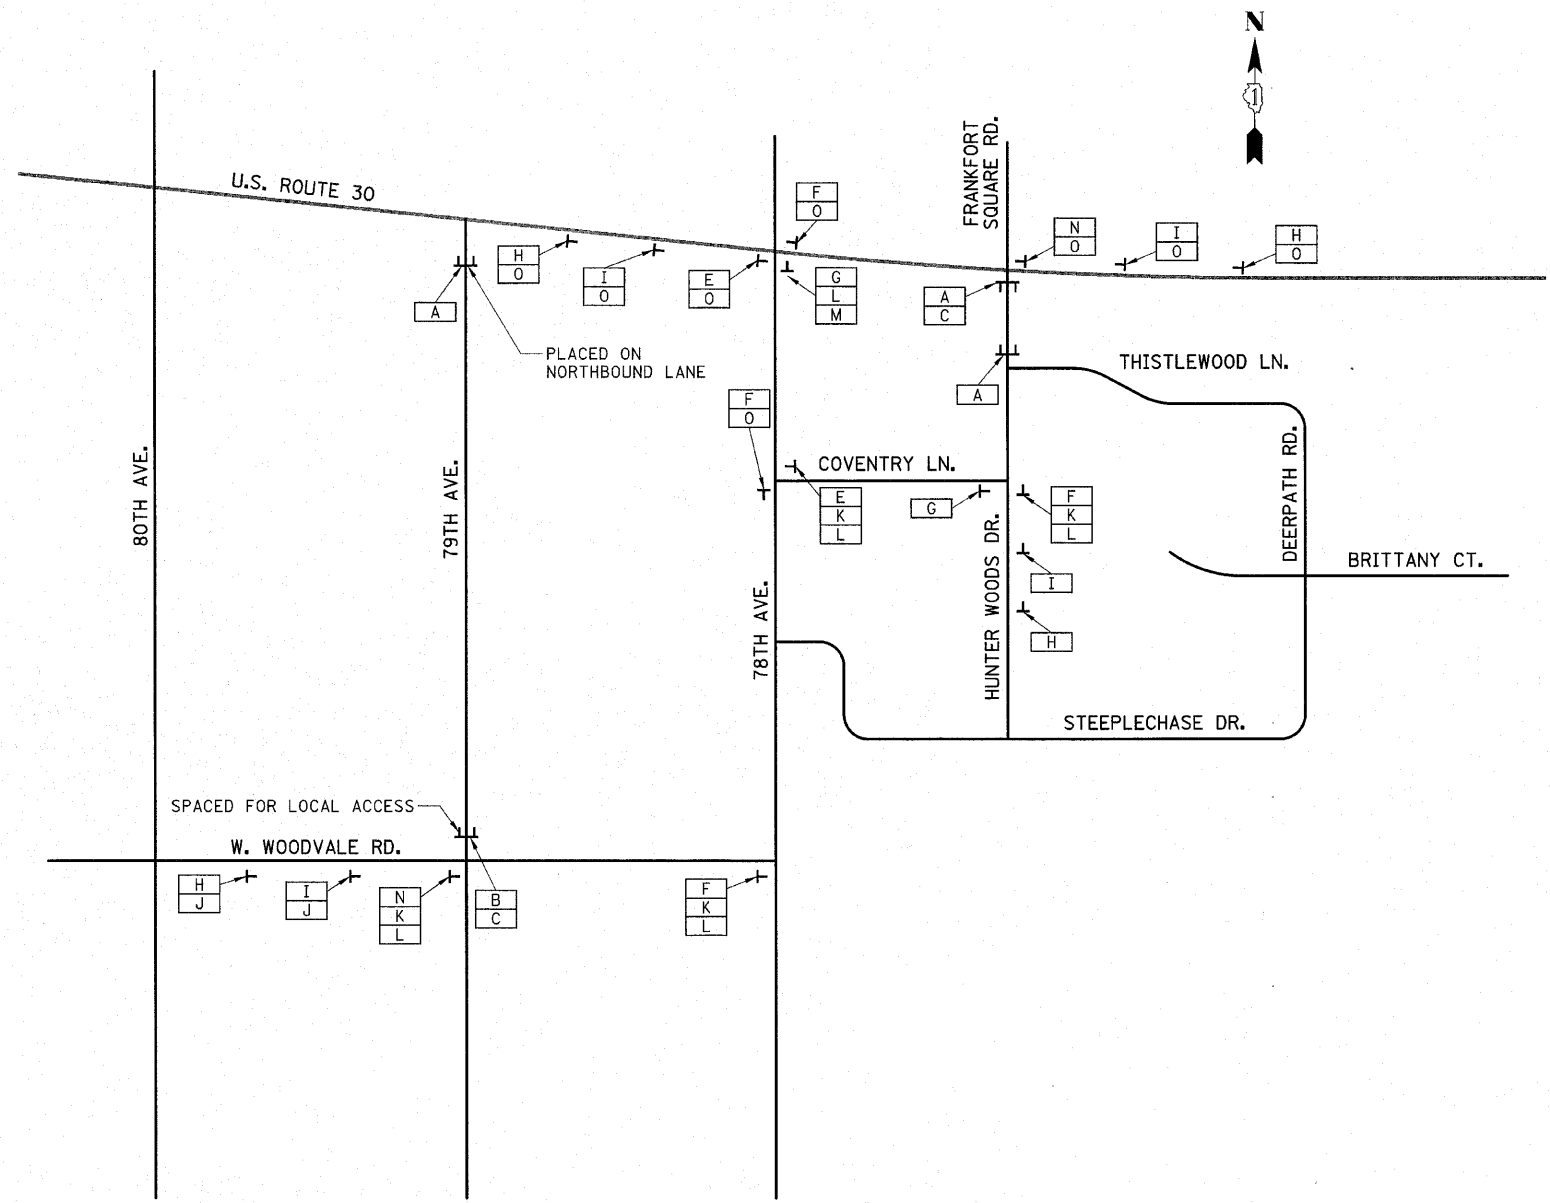 N
1
FRANKFORT
SQUARE RD.
U.S. ROUTE 30
F
O
N
O
I
O
H
O
H
O
I
O
E
O
G
L
M
A
C
A
PLACED ON
NORTHBOUND LANE
THISTLEWOOD LN.
A
F
O
80TH AVE.
79TH AVE.
COVENTRY LN.
DEERPATH RD.
E
K
L
G
F
K
L
BRITTANY CT.
I
78TH AVE.
HUNTER WOODS DR.
H
STEEPLECHASE DR.
SPACED FOR LOCAL ACCESS
W. WOODVALE RD.
H
J
I
J
N
K
L
B
C
F
K
L